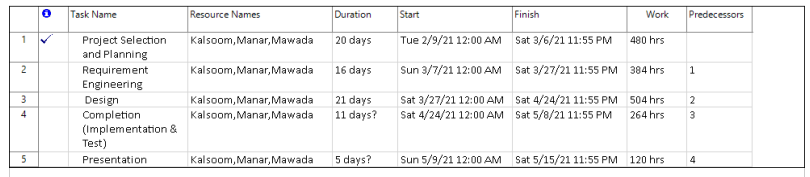 Task Name Resource Names Duration Start Finish Work Predecessors
1 Project Selection and Planning Kalsoom,Manar,Mawada 20 days Tue 2/9/21 12:00 AM Sat 3/6/21 11:55 PM 480 hrs
2 Requirement Engineering Kalsoom,Manar,Mawada 16 days Sun 3/7/21 12:00 AM Sat 3/27/21 11:55 PM 384 hrs 1
3 Design Kalsoom,Manar,Mawada 21 days Sat 3/27/21 12:00 AM Sat 4/24/21 11:55 PM 504 hrs 2
4 Completion (Implementation & Test) Kalsoom,Manar,Mawada 11 days? Sat 4/24/21 12:00 AM Sat 5/8/21 11:55 PM 264 hrs 3
5 Presentation Kalsoom,Manar,Mawada 5 days? Sun 5/9/21 12:00 AM Sat 5/15/21 11:55 PM 120 hrs 4